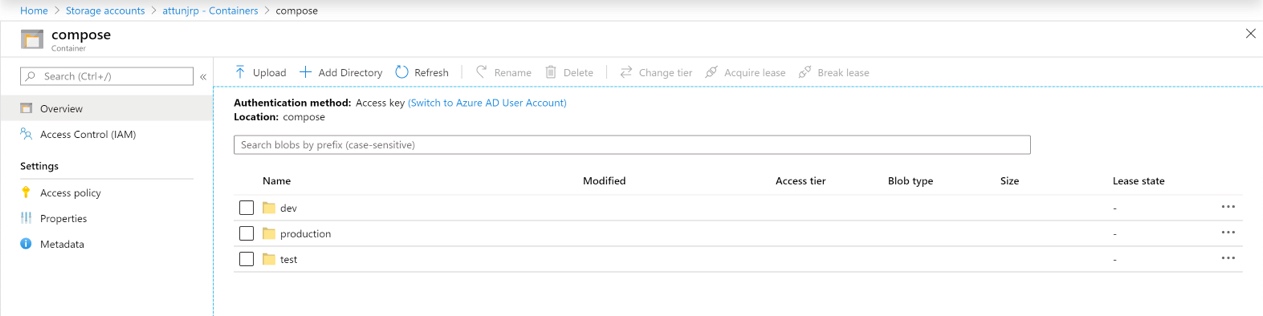 Home > Storage accounts > attunjrp - Containers > compose
compose
Container
Search (Ctrl+/)
«
Overview
Access Control (IAM)
Settings
Access policy
Properties
Metadata
Upload Add Directory Refresh Rename Delete Change tier Acquire lease Break lease
Authentication method: Access key (Switch to Azure AD User Account)
Location: compose
Search blobs by prefix (case-sensitive)
Name Modified Access tier Blob type Size Lease state
dev - ...
production - ...
test - ...